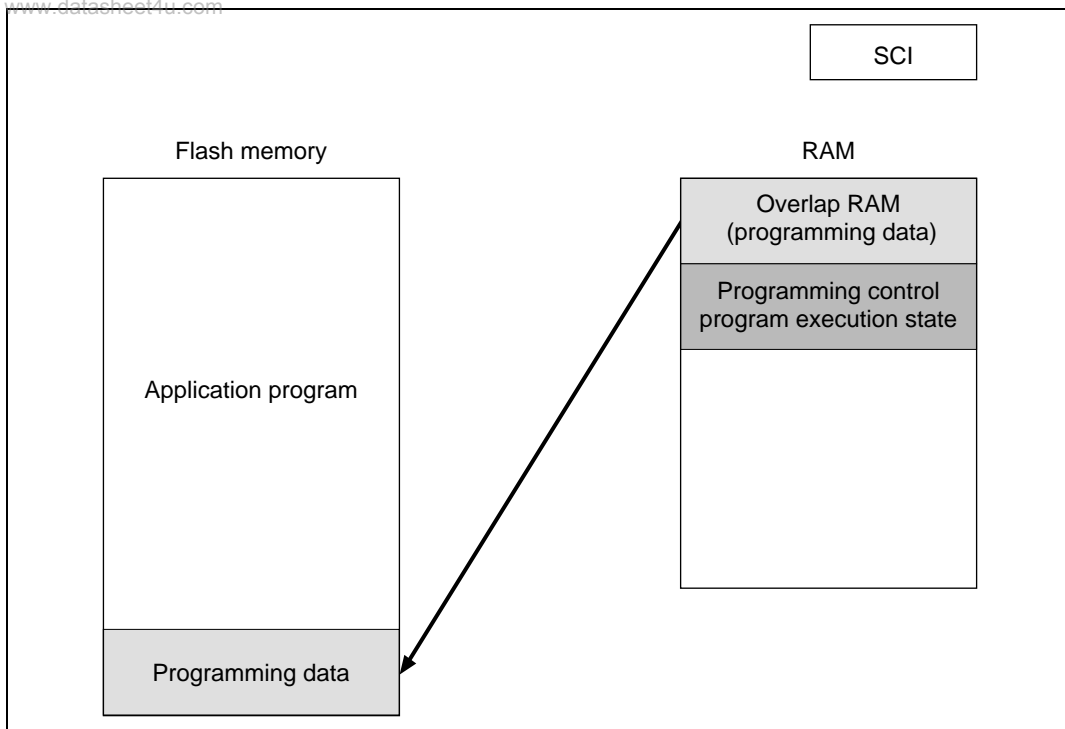 www.datasheet4u.com
SCI
Flash memory
RAM
Overlap RAM
(programming data)
Programming control
program execution state
Application program
Programming data